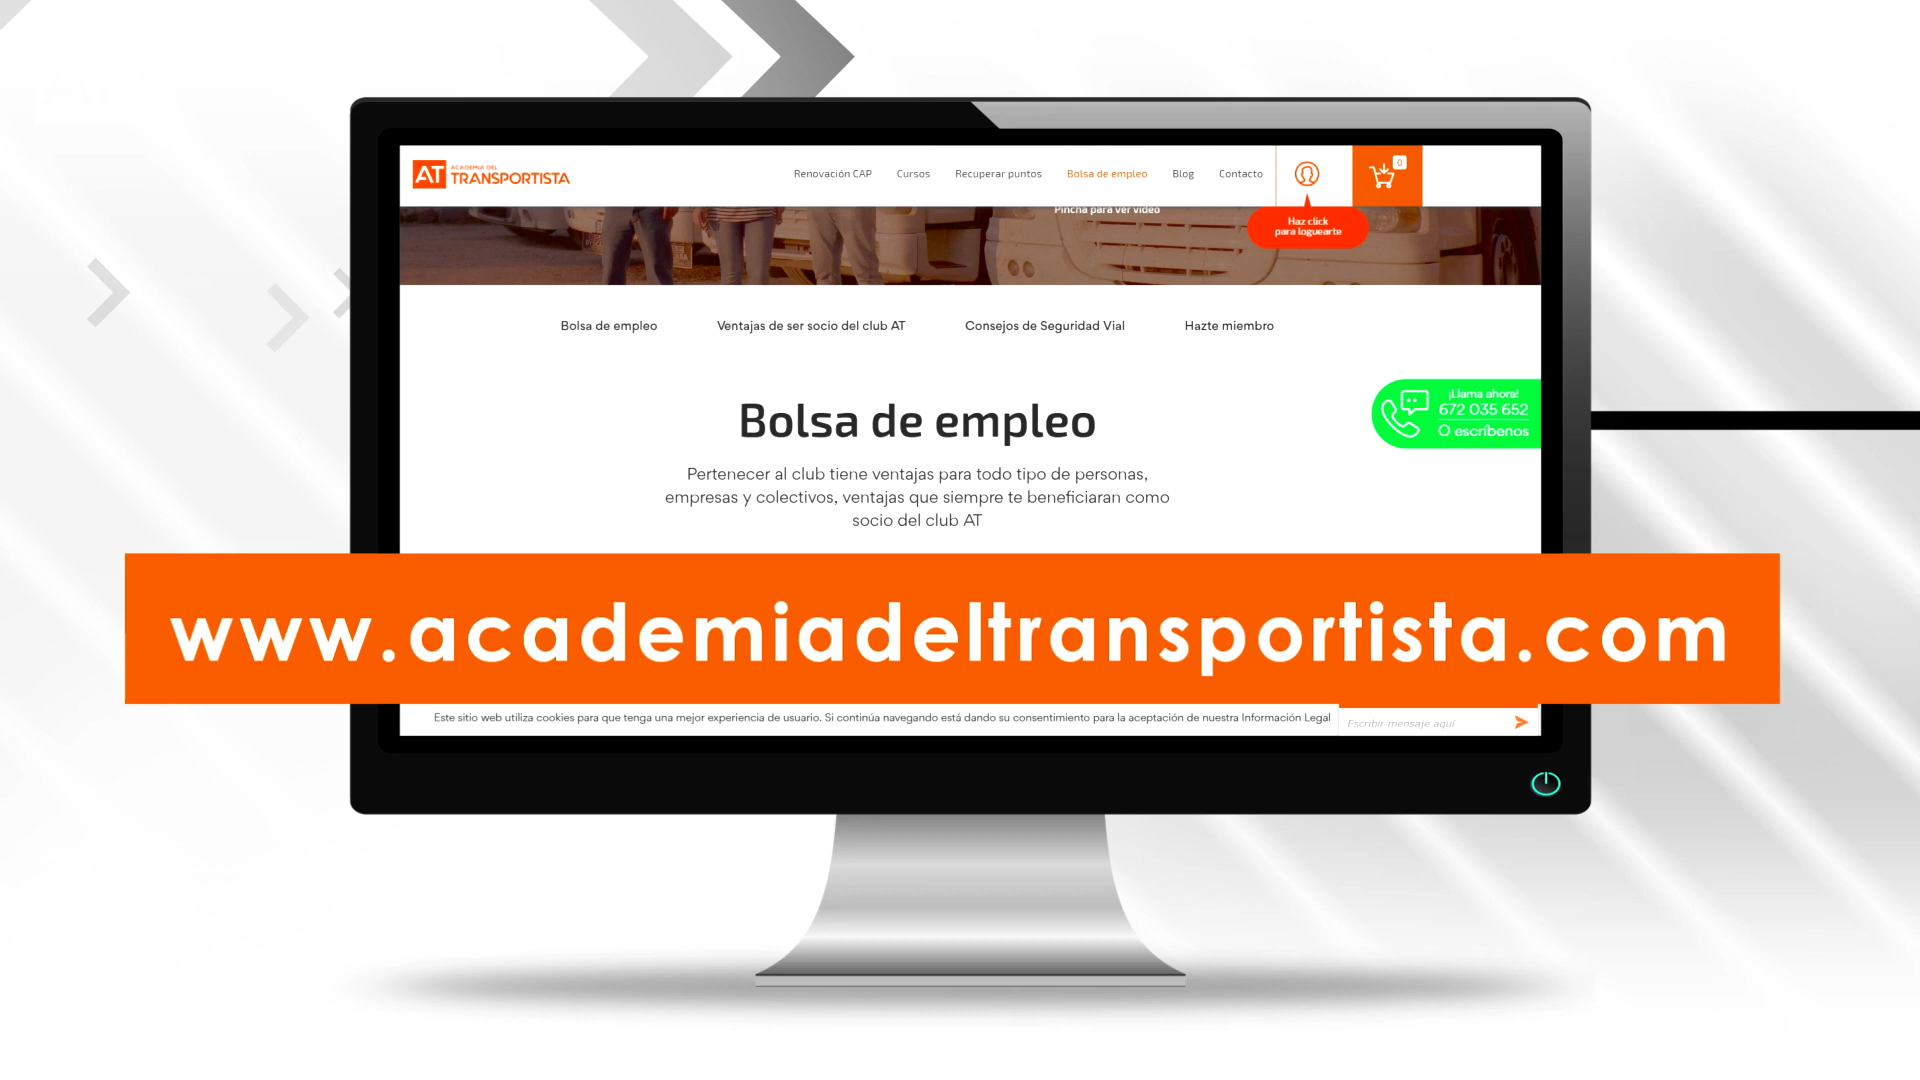 AT ACADEMIA DEL
TRANSPORTISTA
Renovación CAP Cursos Recuperar puntos Bolsa de empleo Blog Contacto 0
Pincha para ver vídeo
Haz click
para loguearte
Bolsa de empleo Ventajas de ser socio del club AT Consejos de Seguridad Vial Hazte miembro
¡Llama ahora!
672 035 652
O escríbenos
Bolsa de empleo
Pertenecer al club tiene ventajas para todo tipo de personas,
empresas y colectivos, ventajas que siempre te beneficiaran como
socio del club AT
www.academiadeltransportista.com
Este sitio web utiliza cookies para que tenga una mejor experiencia de usuario. Si continúa navegando está dando su consentimiento para la aceptación de nuestra Información Legal
Escribir mensaje aquí